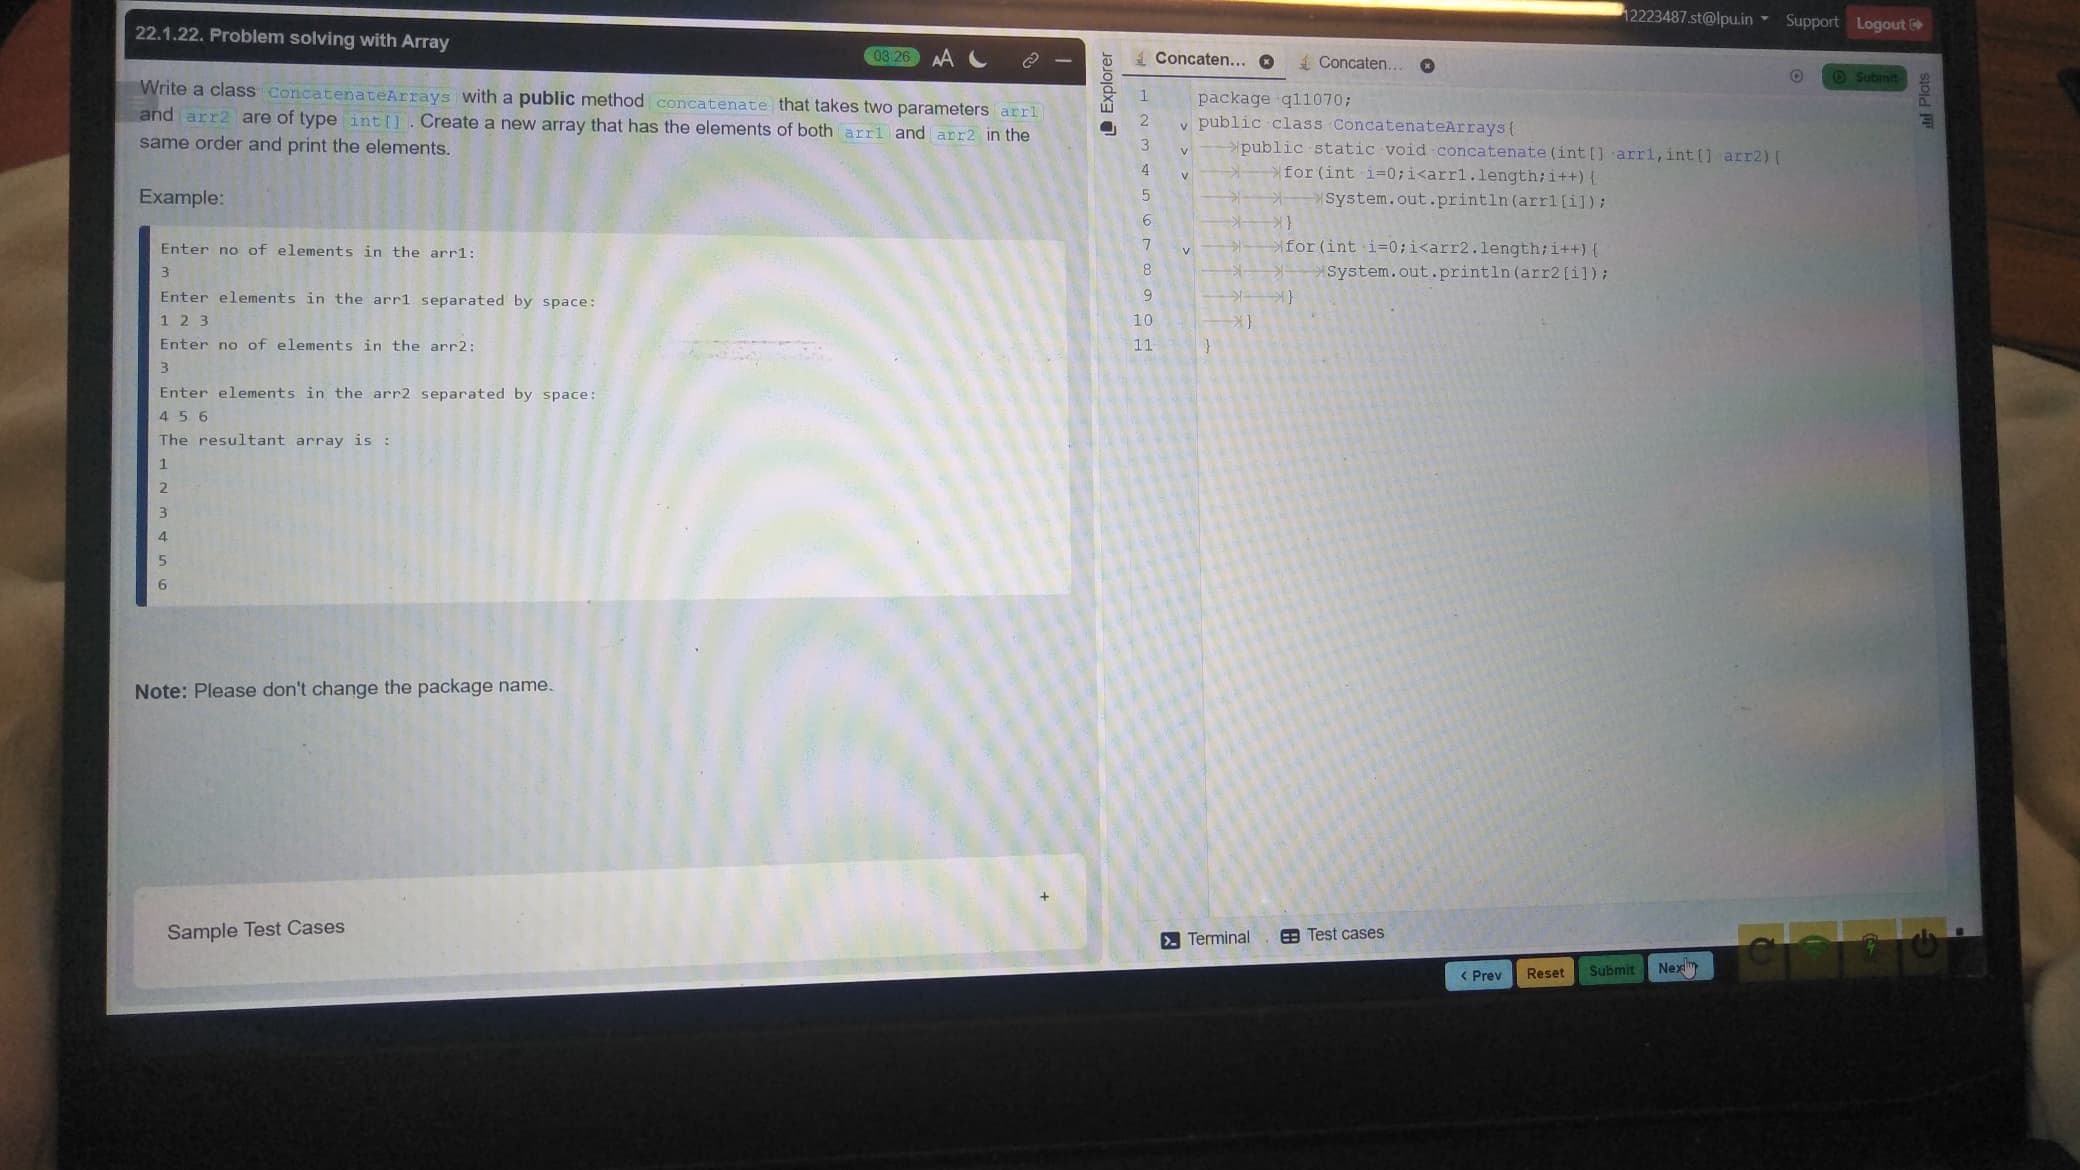 22.1.22. Problem solving with Array
03:26
AA
Write a class ConcatenateArrays with a public method concatenate that takes two parameters arr1
and arr2 are of type int[] . Create a new array that has the elements of both arr1 and arr2 in the
same order and print the elements.
Example:
Enter no of elements in the arr1:
3
Enter elements in the arr1 separated by space:
1 2 3
Enter no of elements in the arr2:
3
Enter elements in the arr2 separated by space:
4 5 6
The resultant array is :
1
2
3
4
5
6
Note: Please don't change the package name.
Sample Test Cases
+
12223487.st@lpu.in
Support
Logout
Explorer
Concaten...
Concaten...
Submit
Plots
1 package q11070;
2 public class ConcatenateArrays{
3 public static void concatenate(int[] arr1,int[] arr2){
4 for(int i=0;i<arr1.length;i++){
5 System.out.println(arr1[i]);
6 }
7 for(int i=0;i<arr2.length;i++){
8 System.out.println(arr2[i]);
9 }
10 }
11 }
Terminal
Test cases
< Prev
Reset
Submit